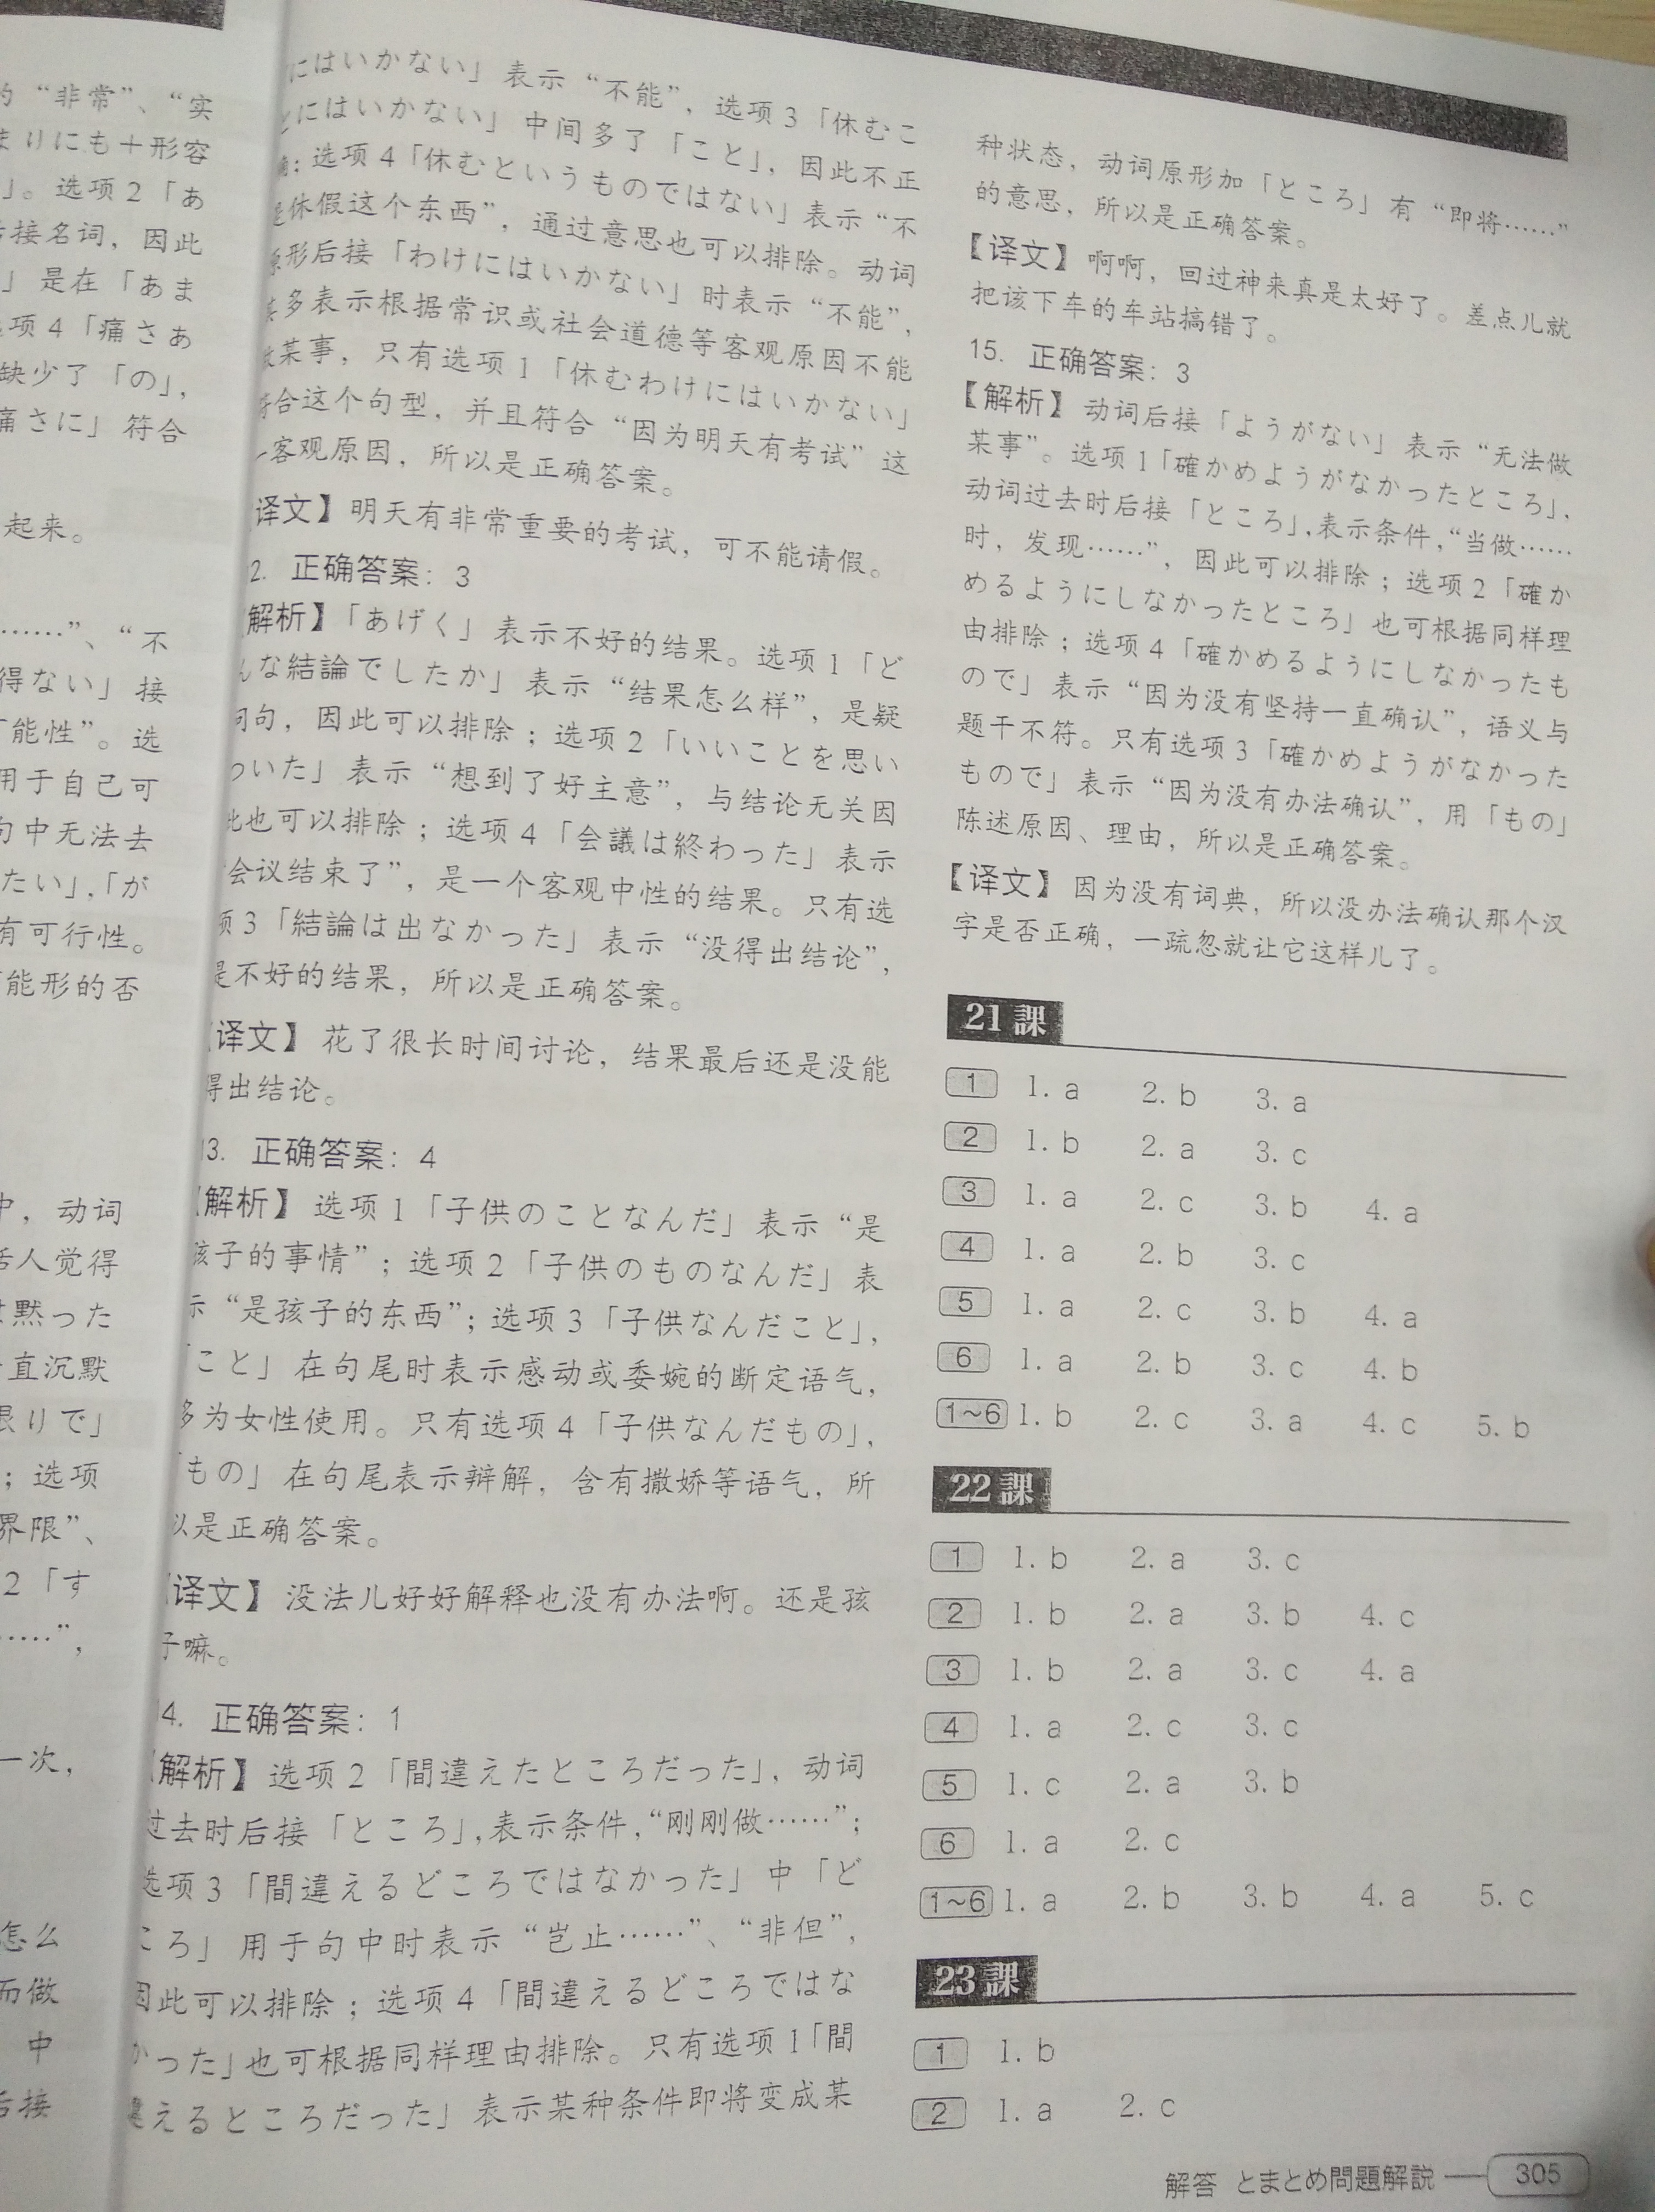 的 “非常”、“实
まりにも＋形容
」。选项 2「あ
后接名词，因此
」是在「あま
选项 4「痛さあ
缺少了「の」，
痛さに」符合
起来。
……”、“不
得ない」接
可能性”。选
用于自己可
句中无法去
たい」，「が
有可行性。
可能形的否
中，动词
话人觉得
黙った
直沉默
限りで」
；选项
界限”、
2「す
……”，
一次，
怎么
而做
中
后接
にはいかない」表示 “不能”，选项 3「休むこ
とにはいかない」中间多了「こと」，因此不正
确；选项 4「休むというものではない」表示 “不
是休假这个东西”，通过意思也可以排除。动词
原形后接「わけにはいかない」时表示 “不能”，
其多表示根据常识或社会道德等客观原因不能
做某事，只有选项 1「休むわけにはいかない」
符合这个句型，并且符合 “因为明天有考试” 这
一客观原因，所以是正确答案。
【译文】明天有非常重要的考试，可不能请假。
12. 正确答案：3
【解析】「あげく」表示不好的结果。选项 1「ど
んな結論でしたか」表示 “结果怎么样”，是疑
问句，因此可以排除；选项 2「いいことを思い
ついた」表示 “想到了好主意”，与结论无关因
此也可以排除；选项 4「会議は終わった」表示
“会议结束了”，是一个客观中性的结果。只有选
项 3「結論は出なかった」表示 “没得出结论”，
是不好的结果，所以是正确答案。
【译文】花了很长时间讨论，结果最后还是没能
得出结论。
13. 正确答案：4
【解析】选项 1「子供のことなんだ」表示 “是
孩子的事情”；选项 2「子供のものなんだ」表
示 “是孩子的东西”；选项 3「子供なんだこと」，
「こと」在句尾时表示感动或委婉的断定语气，
多为女性使用。只有选项 4「子供なんだもの」，
「もの」在句尾表示辩解，含有撒娇等语气，所
以是正确答案。
【译文】没法儿好好解释也没有办法啊。还是孩
子嘛。
14. 正确答案：1
【解析】选项 2「間違えたところだった」，动词
过去时后接「ところ」，表示条件，“刚刚做……”；
选项 3「間違えるどころではなかった」中「ど
ころ」用于句中时表示 “岂止……”、“非但”，
因此可以排除；选项 4「間違えるどころではな
かった」也可根据同样理由排除。只有选项 1「間
違えるところだった」表示某种条件即将变成某
种状态，动词原形加「ところ」有 “即将……”
的意思，所以是正确答案。
【译文】啊啊，回过神来真是太好了。差点儿就
把该下车的车站搞错了。
15. 正确答案：3
【解析】动词后接「ようがない」表示 “无法做
某事”。选项 1「確かめようがなかったところ」、
动词过去时后接「ところ」，表示条件，“当做……
时，发现……”，因此可以排除；选项 2「確か
めるようにしなかったところ」也可根据同样理
由排除；选项 4「確かめるようにしなかったも
ので」表示 “因为没有坚持一直确认”，语义与
题干不符。只有选项 3「確かめようがなかった
もので」表示 “因为没有办法确认”，用「もの」
陈述原因、理由，所以是正确答案。
【译文】因为没有词典，所以没办法确认那个汉
字是否正确，一疏忽就让它这样儿了。
21 課
1 1. a 2. b 3. a
2 1. b 2. a 3. c
3 1. a 2. c 3. b 4. a
4 1. a 2. b 3. c
5 1. a 2. c 3. b 4. a
6 1. a 2. b 3. c 4. b
1~6 1. b 2. c 3. a 4. c 5. b
22 課
1 1. b 2. a 3. c
2 1. b 2. a 3. b 4. c
3 1. b 2. a 3. c 4. a
4 1. a 2. c 3. c
5 1. c 2. a 3. b
6 1. a 2. c
1~6 1. a 2. b 3. b 4. a 5. c
23 課
1 1. b
2 1. a 2. c
解答 とまとめ問題解説 305